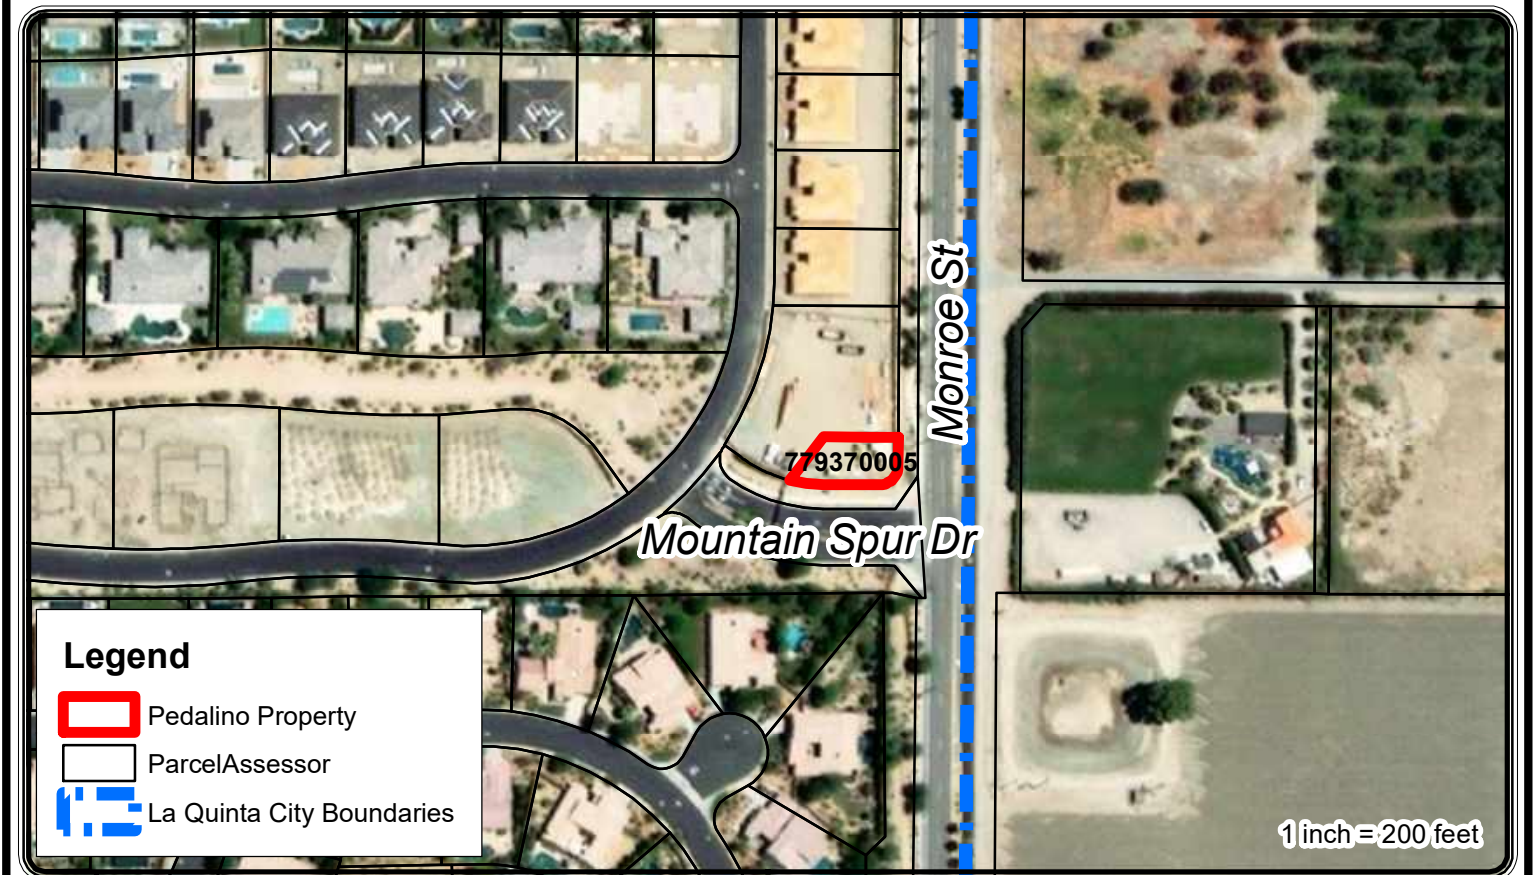 Monroe St
779370005
Mountain Spur Dr
Legend
Pedalino Property
ParcelAssessor
La Quinta City Boundaries
1 inch = 200 feet